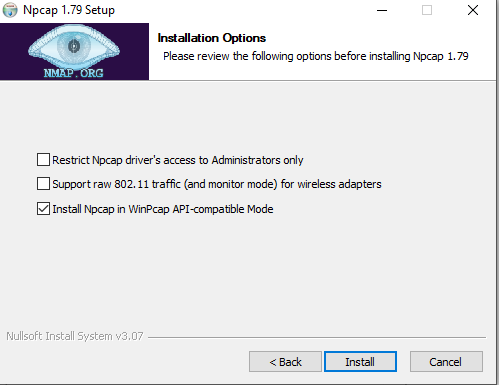 Npcap 1.79 Setup
NMAP.ORG
Installation Options
Please review the following options before installing Npcap 1.79
Restrict Npcap driver's access to Administrators only
Support raw 802.11 traffic (and monitor mode) for wireless adapters
Install Npcap in WinPcap API-compatible Mode
Nullsoft Install System v3.07
< Back
Install
Cancel